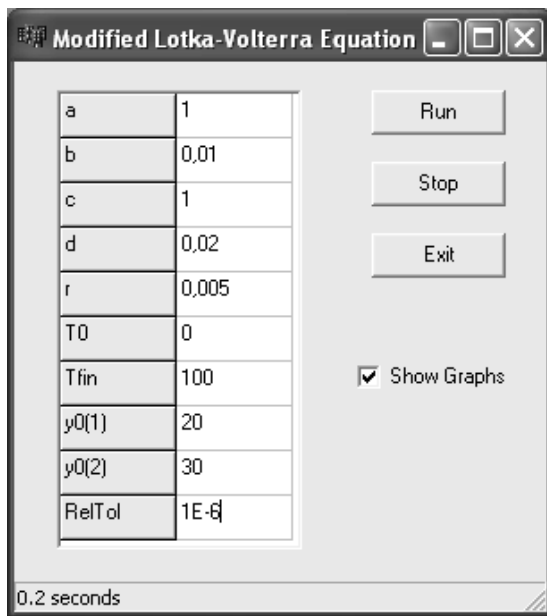 Modified Lotka-Volterra Equation
a 1
Run
b 0,01
Stop
c 1
d 0,02
Exit
r 0,005
T0 0
Tfin 100
Show Graphs
y0(1) 20
y0(2) 30
RelTol 1E-6
0.2 seconds